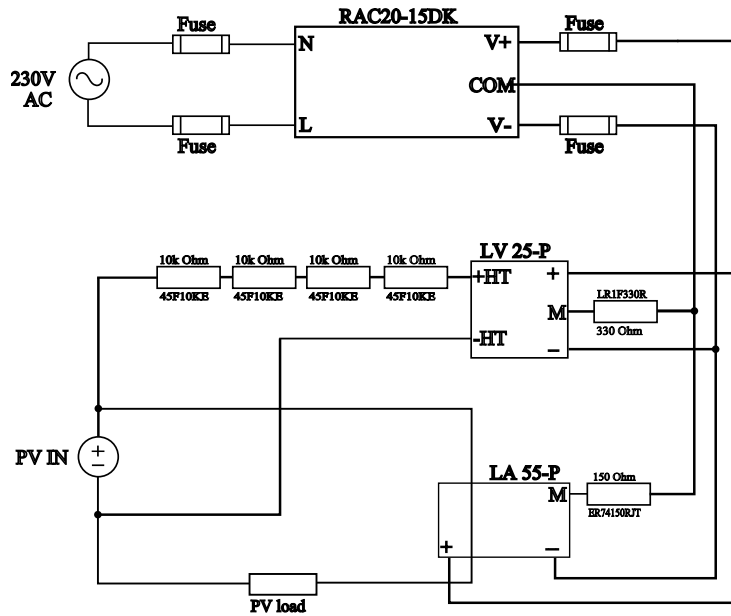 Fuse
RAC20-15DK
Fuse
N
V+
230V
AC
COM
L
V-
Fuse
Fuse
LV 25-P
10k Ohm
10k Ohm
10k Ohm
10k Ohm
+HT
+
45F10KE
45F10KE
45F10KE
45F10KE
LR1F330R
M
330 Ohm
-HT
−
PV IN
+
−
LA 55-P
150 Ohm
M
ER74150RJT
+
−
PV load